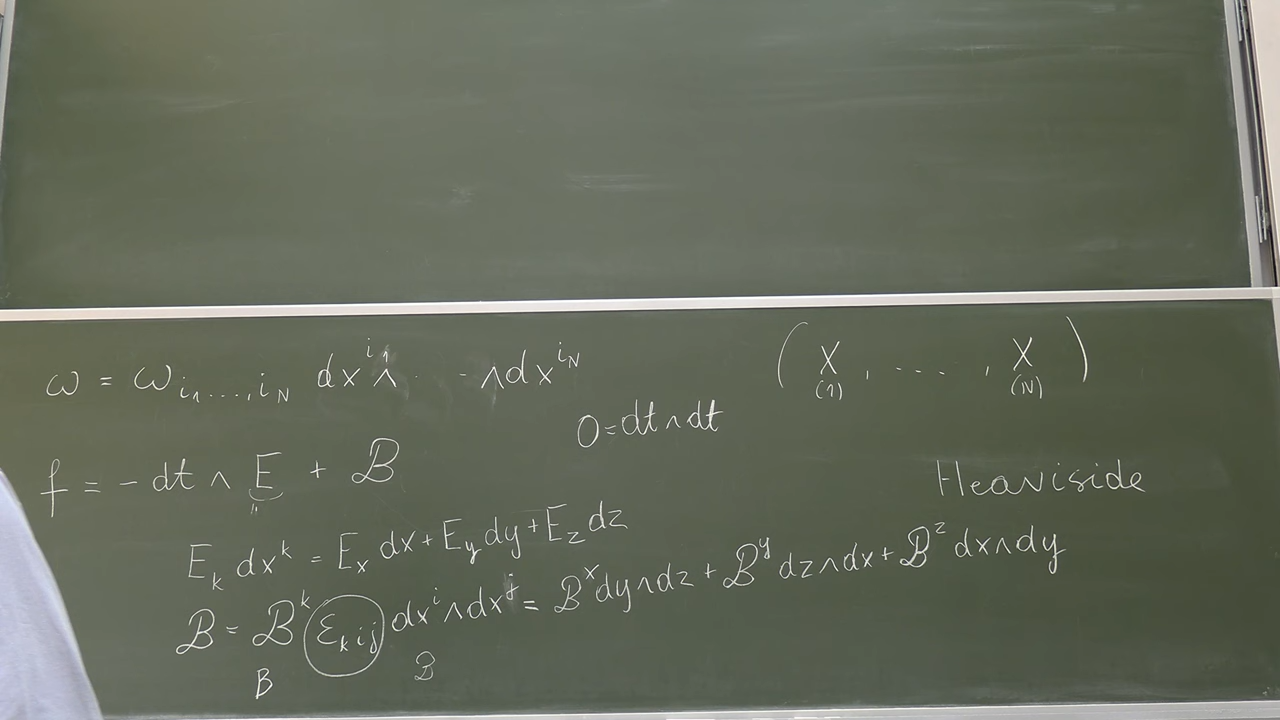 ω = ω_{i_1....,i_N} dx^{i_1} ∧ . - ∧ dx^{i_N}
( X_{(1)} , . . . . , X_{(N)} )
0 = dt ∧ dt
f = - dt ∧ E + B
"
Heaviside
E_k dx^k = E_x dx + E_y dy + E_z dz
B = B^k ε_{kij} dx^i ∧ dx^j = B^x dy ∧ dz + B^y dz ∧ dx + B^z dx ∧ dy
B B